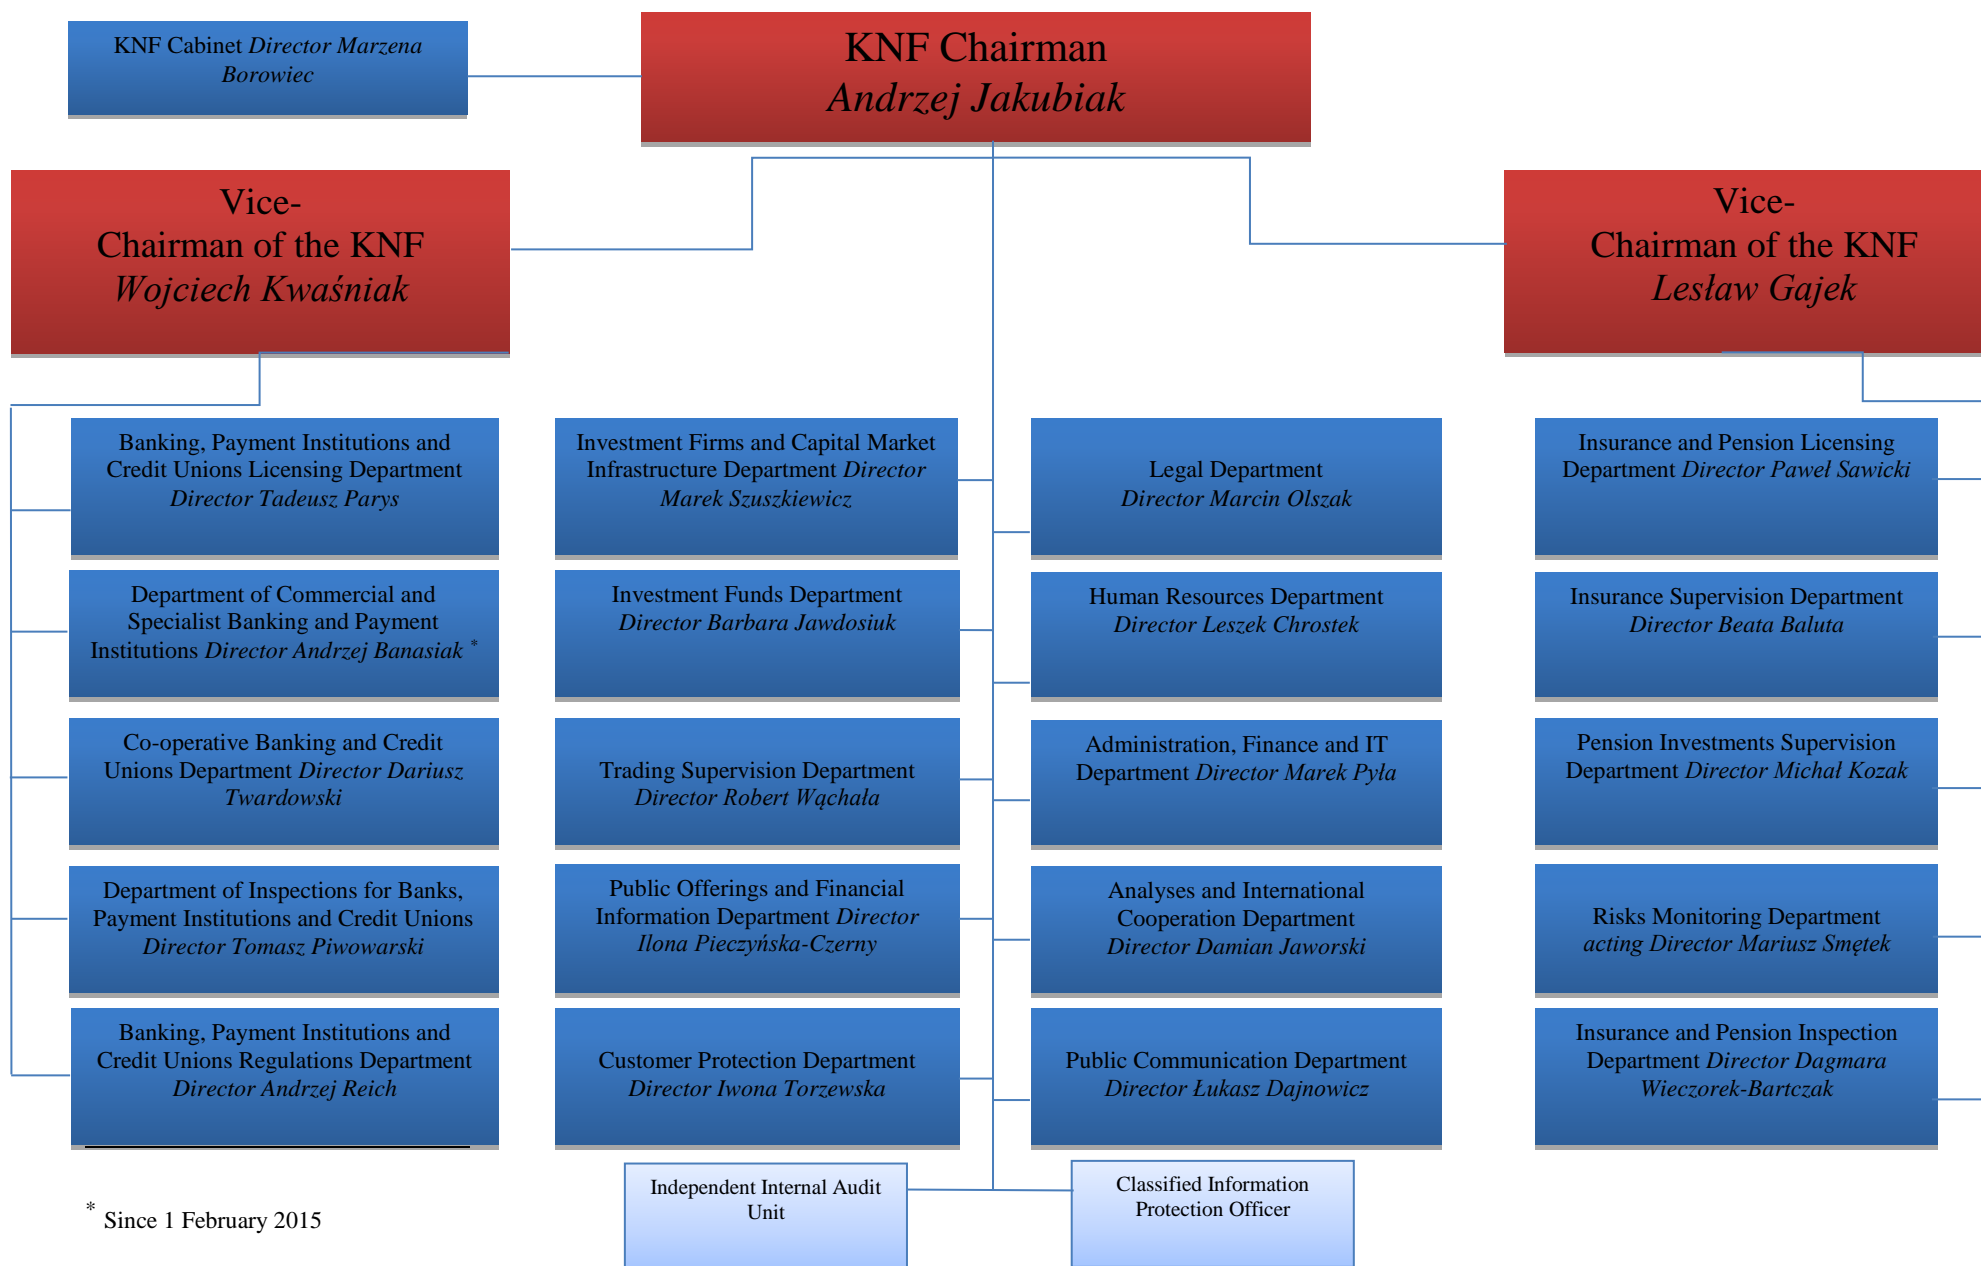 KNF Cabinet Director Marzena
Borowiec
KNF Chairman
Andrzej Jakubiak
Vice-
Chairman of the KNF
Wojciech Kwaśniak
Vice-
Chairman of the KNF
Lesław Gajek
Banking, Payment Institutions and
Credit Unions Licensing Department
Director Tadeusz Parys
Department of Commercial and
Specialist Banking and Payment
Institutions Director Andrzej Banasiak *
Co-operative Banking and Credit
Unions Department Director Dariusz
Twardowski
Department of Inspections for Banks,
Payment Institutions and Credit Unions
Director Tomasz Piwowarski
Banking, Payment Institutions and
Credit Unions Regulations Department
Director Andrzej Reich
Investment Firms and Capital Market
Infrastructure Department Director
Marek Szuszkiewicz
Investment Funds Department
Director Barbara Jawdosiuk
Trading Supervision Department
Director Robert Wąchała
Public Offerings and Financial
Information Department Director
Ilona Pieczyńska-Czerny
Customer Protection Department
Director Iwona Torzewska
Legal Department
Director Marcin Olszak
Human Resources Department
Director Leszek Chrostek
Administration, Finance and IT
Department Director Marek Pyła
Analyses and International
Cooperation Department
Director Damian Jaworski
Public Communication Department
Director Łukasz Dajnowicz
Insurance and Pension Licensing
Department Director Paweł Sawicki
Insurance Supervision Department
Director Beata Baluta
Pension Investments Supervision
Department Director Michał Kozak
Risks Monitoring Department
acting Director Mariusz Smętek
Insurance and Pension Inspection
Department Director Dagmara
Wieczorek-Bartczak
Independent Internal Audit
Unit
Classified Information
Protection Officer
* Since 1 February 2015